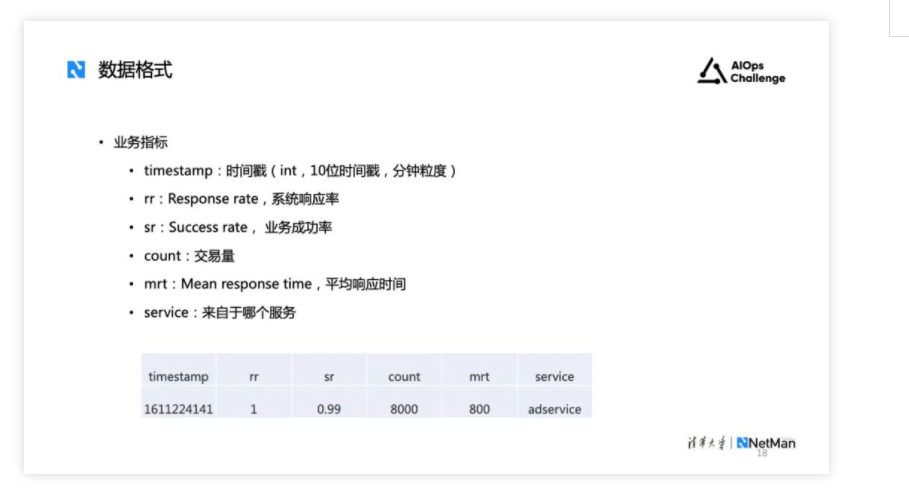 数据格式
AIOps
Challenge
• 业务指标
• timestamp：时间戳（int，10位时间戳，分钟粒度）
• rr：Response rate，系统响应率
• sr：Success rate， 业务成功率
• count：交易量
• mrt：Mean response time，平均响应时间
• service：来自于哪个服务
timestamp rr sr count mrt service
1611224141 1 0.99 8000 800 adservice
清华大学 | NetMan
18